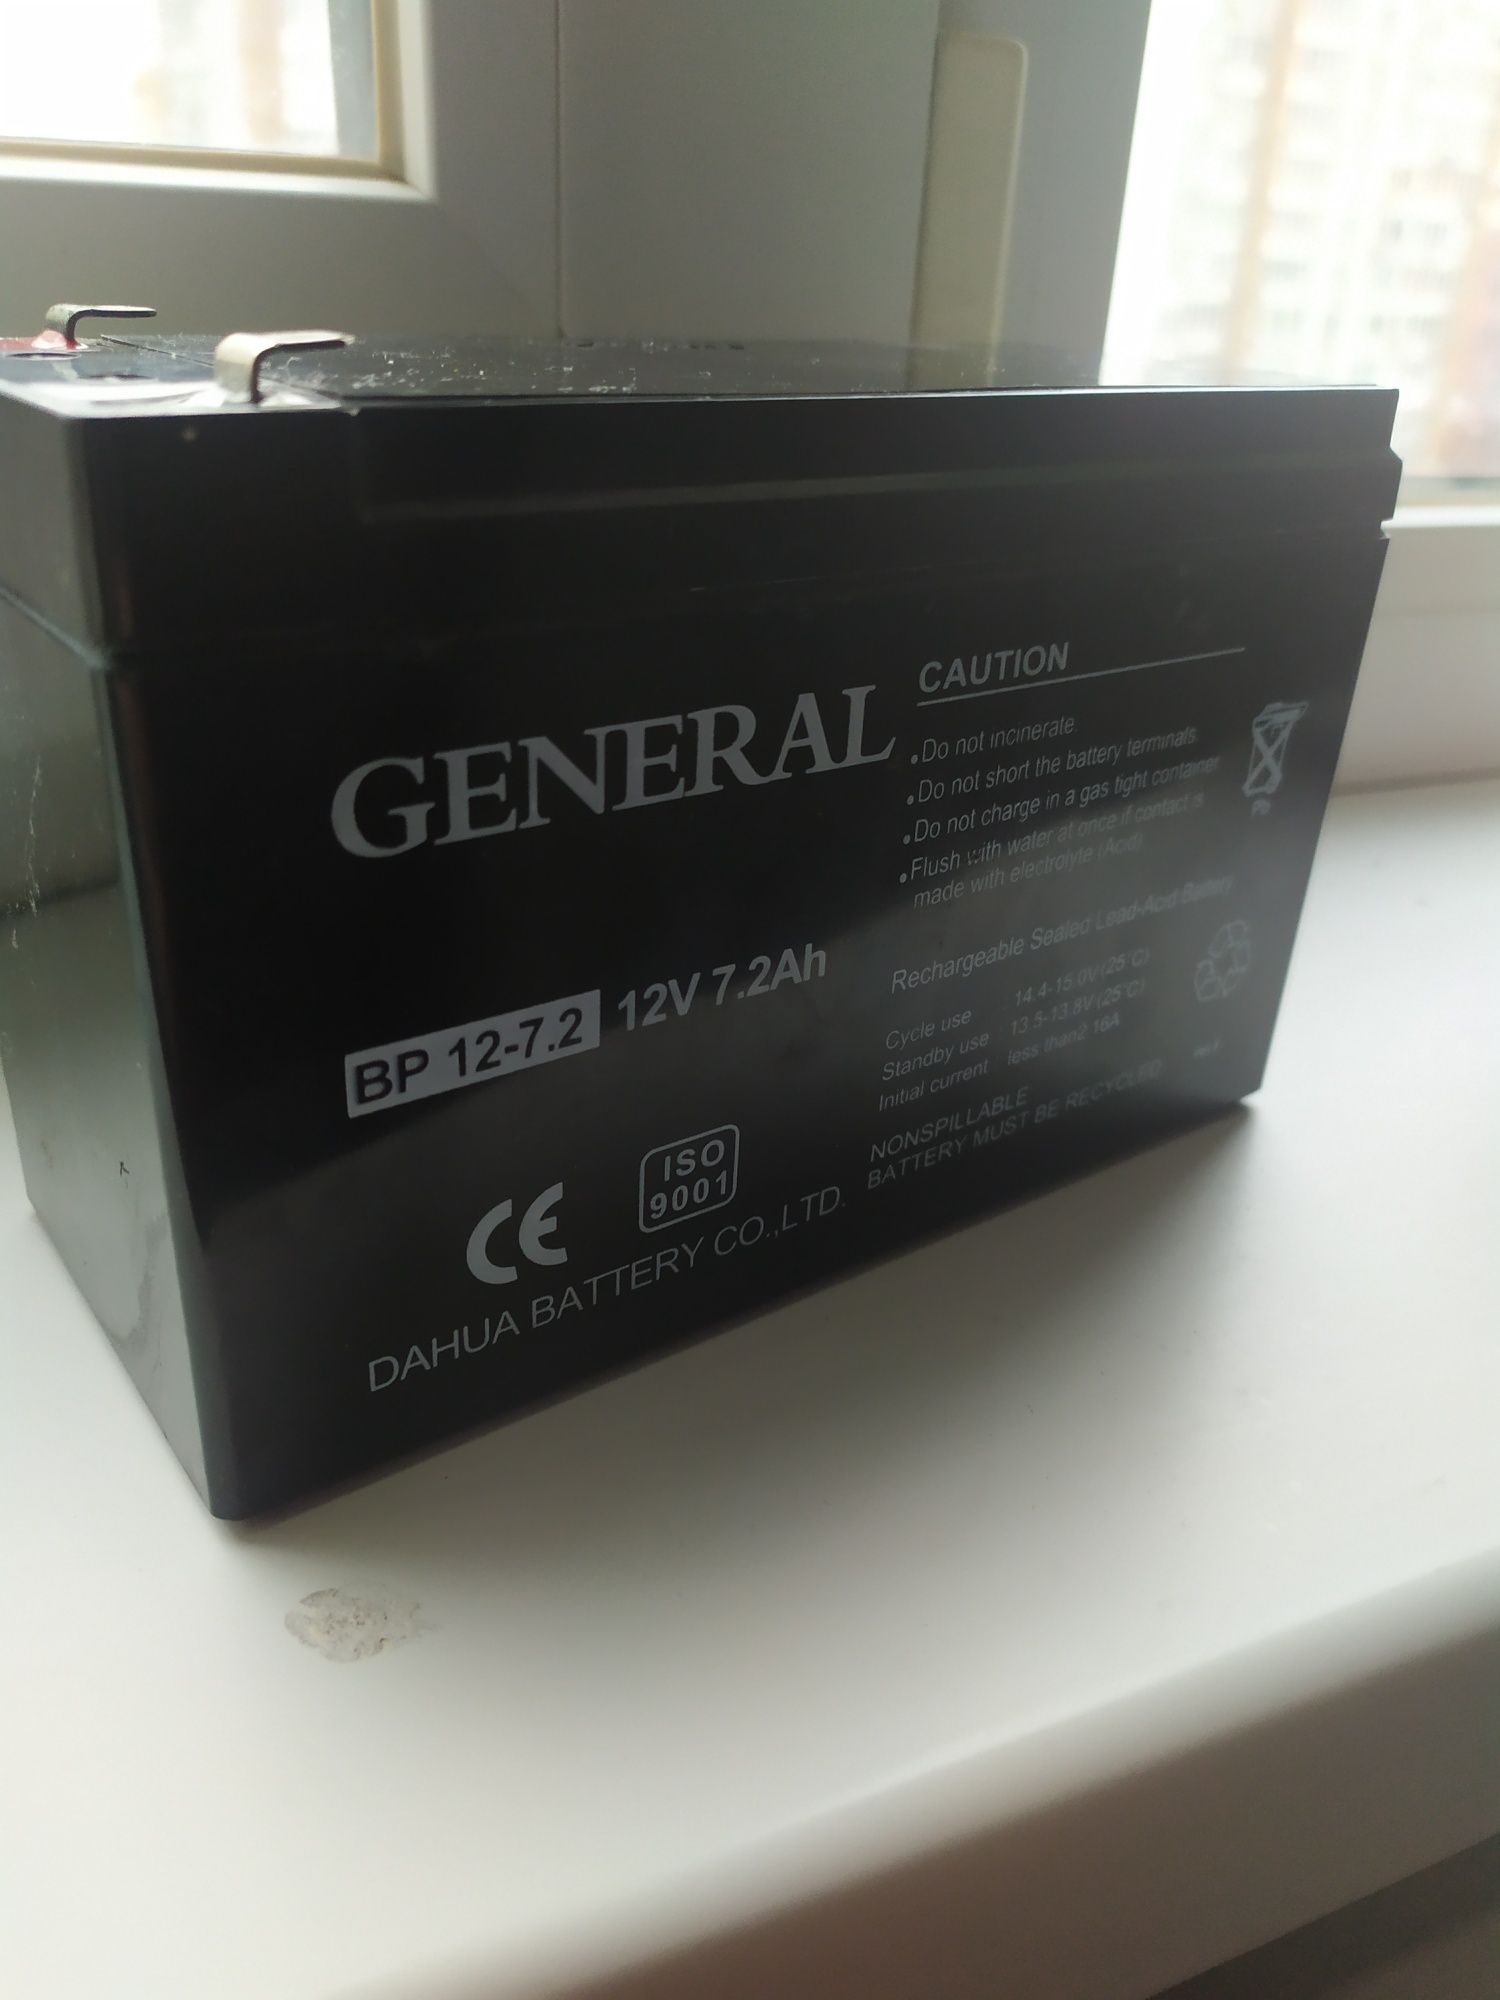 GENERAL
BP 12-7.2 12V 7.2Ah
CE
ISO
9001
DAHUA BATTERY CO.,LTD.
CAUTION
•Do not incinerate.
•Do not short the battery terminals.
•Do not charge in a gas tight container.
•Flush with water at once if contact is
made with electrolyte (Acid).
Pb
Rechargeable Sealed Lead-Acid Battery
Cycle use : 14.4-15.0V(25°C)
Standby use : 13.5-13.8V(25°C)
Initial current : less than2.16A
NONSPILLABLE
BATTERY MUST BE RECYCLED